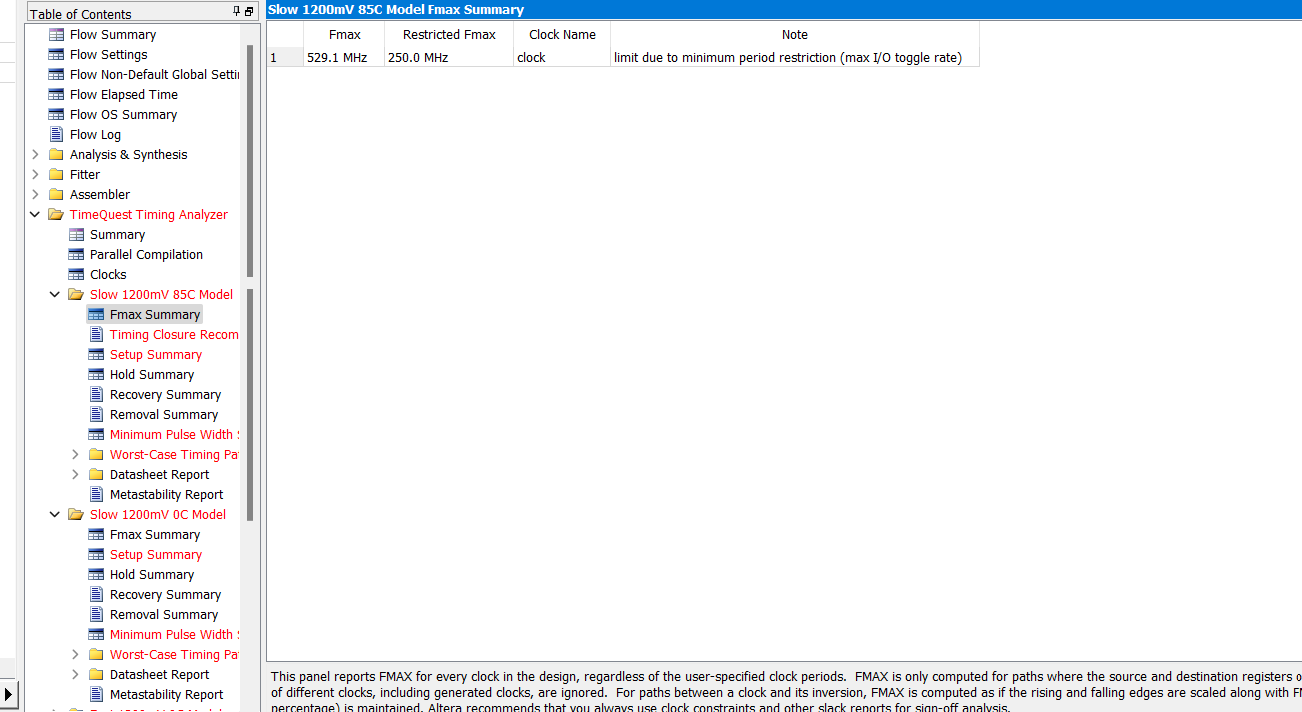 Table of Contents
Flow Summary
Flow Settings
Flow Non-Default Global Settin
Flow Elapsed Time
Flow OS Summary
Flow Log
Analysis & Synthesis
Fitter
Assembler
TimeQuest Timing Analyzer
Summary
Parallel Compilation
Clocks
Slow 1200mV 85C Model
Fmax Summary
Timing Closure Recom
Setup Summary
Hold Summary
Recovery Summary
Removal Summary
Minimum Pulse Width S
Worst-Case Timing Pa
Datasheet Report
Metastability Report
Slow 1200mV 0C Model
Fmax Summary
Setup Summary
Hold Summary
Recovery Summary
Removal Summary
Minimum Pulse Width S
Worst-Case Timing Pa
Datasheet Report
Metastability Report
Slow 1200mV 85C Model Fmax Summary
Fmax Restricted Fmax Clock Name Note
1 529.1 MHz 250.0 MHz clock limit due to minimum period restriction (max I/O toggle rate)
This panel reports FMAX for every clock in the design, regardless of the user-specified clock periods. FMAX is only computed for paths where the source and destination registers o
of different clocks, including generated clocks, are ignored. For paths between a clock and its inversion, FMAX is computed as if the rising and falling edges are scaled along with FM
percentage) is maintained. Altera recommends that you always use clock constraints and other slack reports for sign-off analysis.